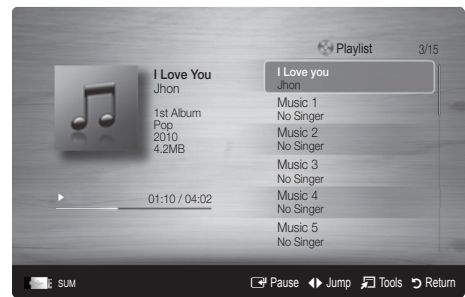 Playlist 3/15
I Love You
Jhon
1st Album
Pop
2010
4.2MB
01:10 / 04:02
I Love you
Jhon
Music 1
No Singer
Music 2
No Singer
Music 3
No Singer
Music 4
No Singer
Music 5
No Singer
SUM
Pause Jump Tools Return